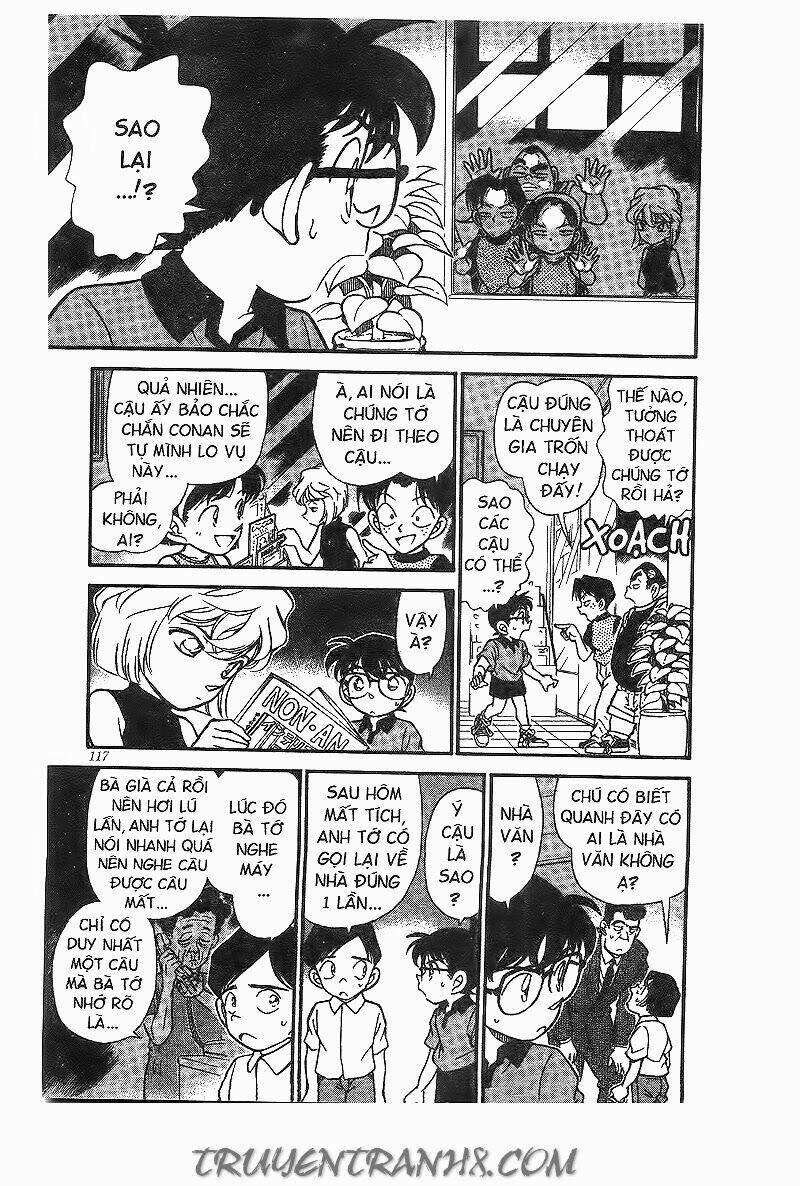 SAO
LẠI
...!?
THẾ NÀO,
TƯỞNG
THOÁT
ĐƯỢC
CHÚNG TỚ
RỒI HẢ?
CẬU ĐÚNG
LÀ CHUYÊN
GIA TRỐN
CHẠY
ĐẤY!
XOẠCH
SAO
CÁC
CẬU
CÓ THỂ
...?
À, AI NÓI LÀ
CHÚNG TỚ
NÊN ĐI THEO
CẬU...
QUẢ NHIÊN...
CẬU ẤY BẢO CHẮC
CHẮN CONAN SẼ
TỰ MÌNH LO VỤ
NÀY...
PHẢI
KHÔNG,
AI?
VẬY
À?
NON·AN
117
CHÚ CÓ BIẾT
QUANH ĐÂY CÓ
AI LÀ NHÀ
VĂN KHÔNG
Ạ?
NHÀ
VĂN
?
Ý
CẬU
LÀ
SAO?
SAU HÔM
MẤT TÍCH,
ANH TỚ CÓ
GỌI LẠI VỀ
NHÀ ĐÚNG
1 LẦN...
LÚC ĐÓ
BÀ TỚ
NGHE
MÁY
...
BÀ GIÀ CẢ RỒI
NÊN HƠI LÚ
LẪN, ANH TỚ LẠI
NÓI NHANH QUÁ
NÊN NGHE CÂU
ĐƯỢC CÂU
MẤT...
CHỈ CÓ
DUY NHẤT
MỘT CÂU
MÀ BÀ TỚ
NHỚ RÕ
LÀ...
TRUYENTRANH8.COM